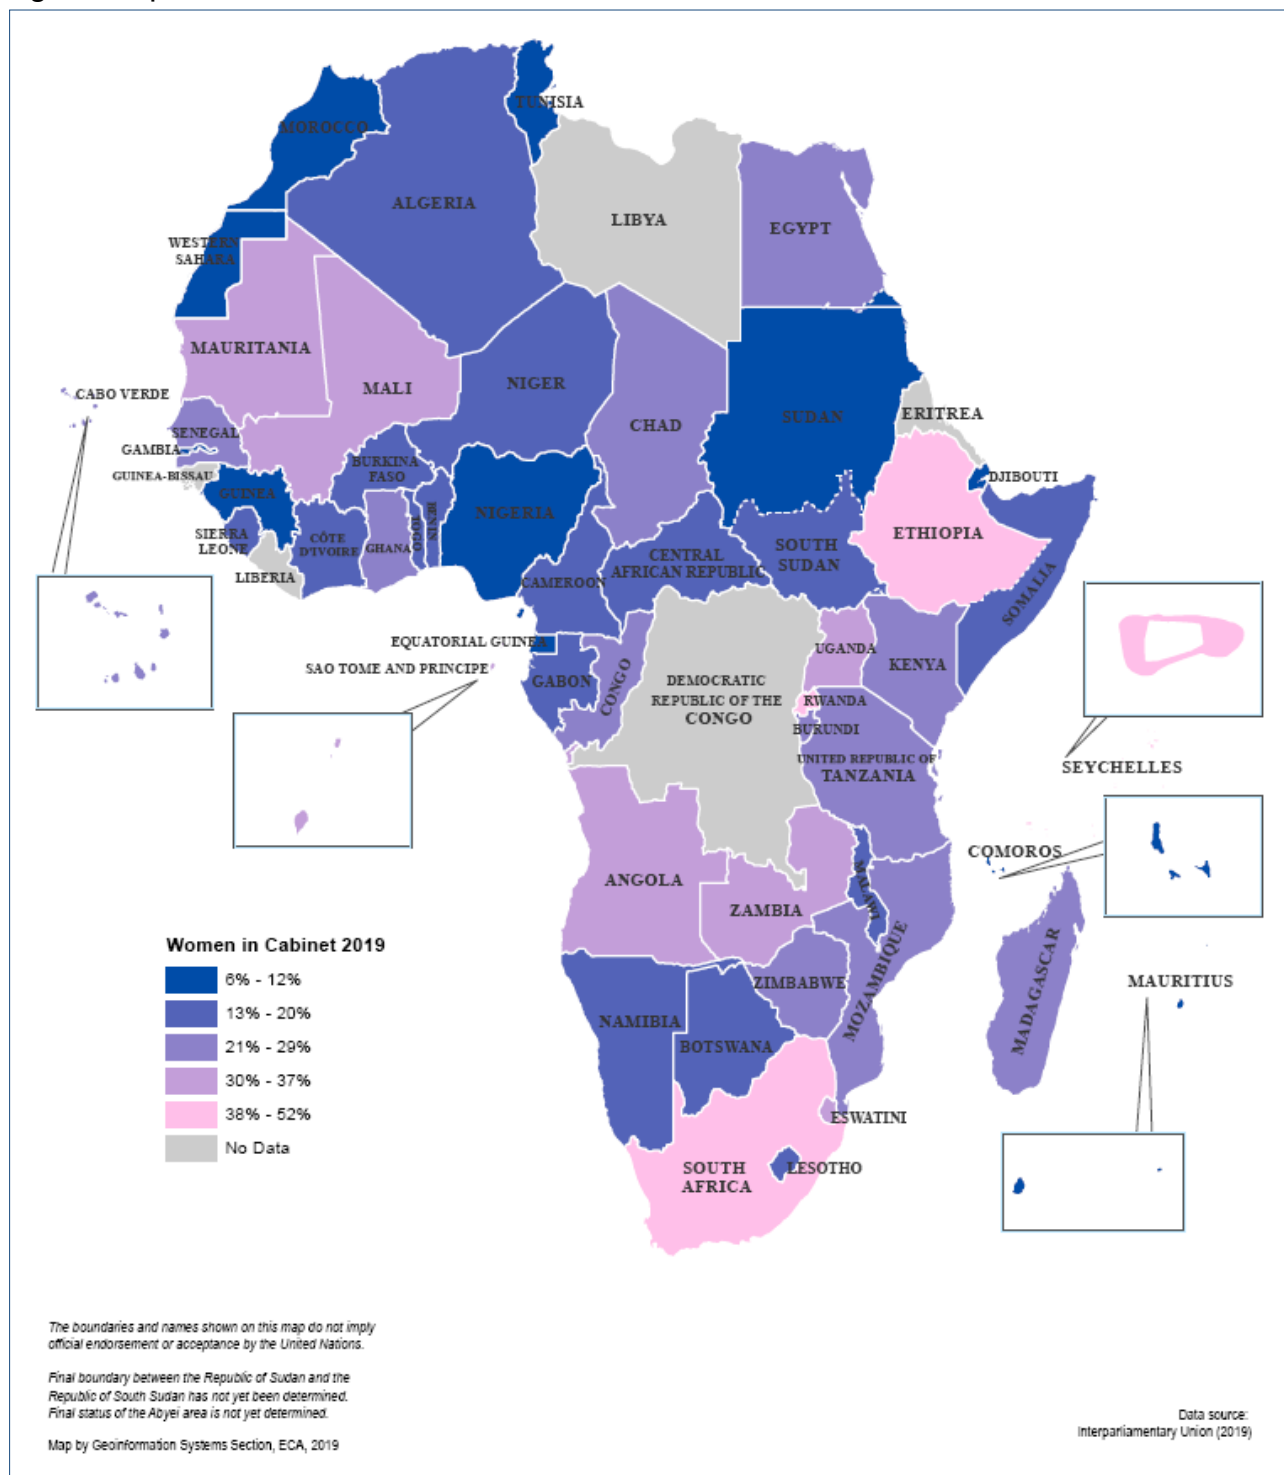 TUNISIA
MOROCCO
ALGERIA
LIBYA
EGYPT
WESTERN
SAHARA
MAURITANIA
MALI
NIGER
CHAD
SUDAN
ERITREA
CABO VERDE
SENEGAL
GAMBIA
GUINEA-BISSAU
GUINEA
BURKINA
FASO
BENIN
TOGO
NIGERIA
DJIBOUTI
ETHIOPIA
SIERRA
LEONE
CÔTE
D'IVOIRE
GHANA
LIBERIA
CAMEROON
CENTRAL
AFRICAN REPUBLIC
SOUTH
SUDAN
SOMALIA
EQUATORIAL GUINEA
SAO TOME AND PRINCIPE
GABON
CONGO
DEMOCRATIC
REPUBLIC OF THE
CONGO
UGANDA
KENYA
RWANDA
BURUNDI
UNITED REPUBLIC OF
TANZANIA
SEYCHELLES
COMOROS
ANGOLA
ZAMBIA
MALAWI
MOZAMBIQUE
ZIMBABWE
MADAGASCAR
MAURITIUS
NAMIBIA
BOTSWANA
ESWATINI
SOUTH
AFRICA
LESOTHO
Women in Cabinet 2019
6% - 12%
13% - 20%
21% - 29%
30% - 37%
38% - 52%
No Data
The boundaries and names shown on this map do not imply
official endorsement or acceptance by the United Nations.
Final boundary between the Republic of Sudan and the
Republic of South Sudan has not yet been determined.
Final status of the Abyei area is not yet determined.
Map by Geoinformation Systems Section, ECA, 2019
Data source:
Interparliamentary Union (2019)